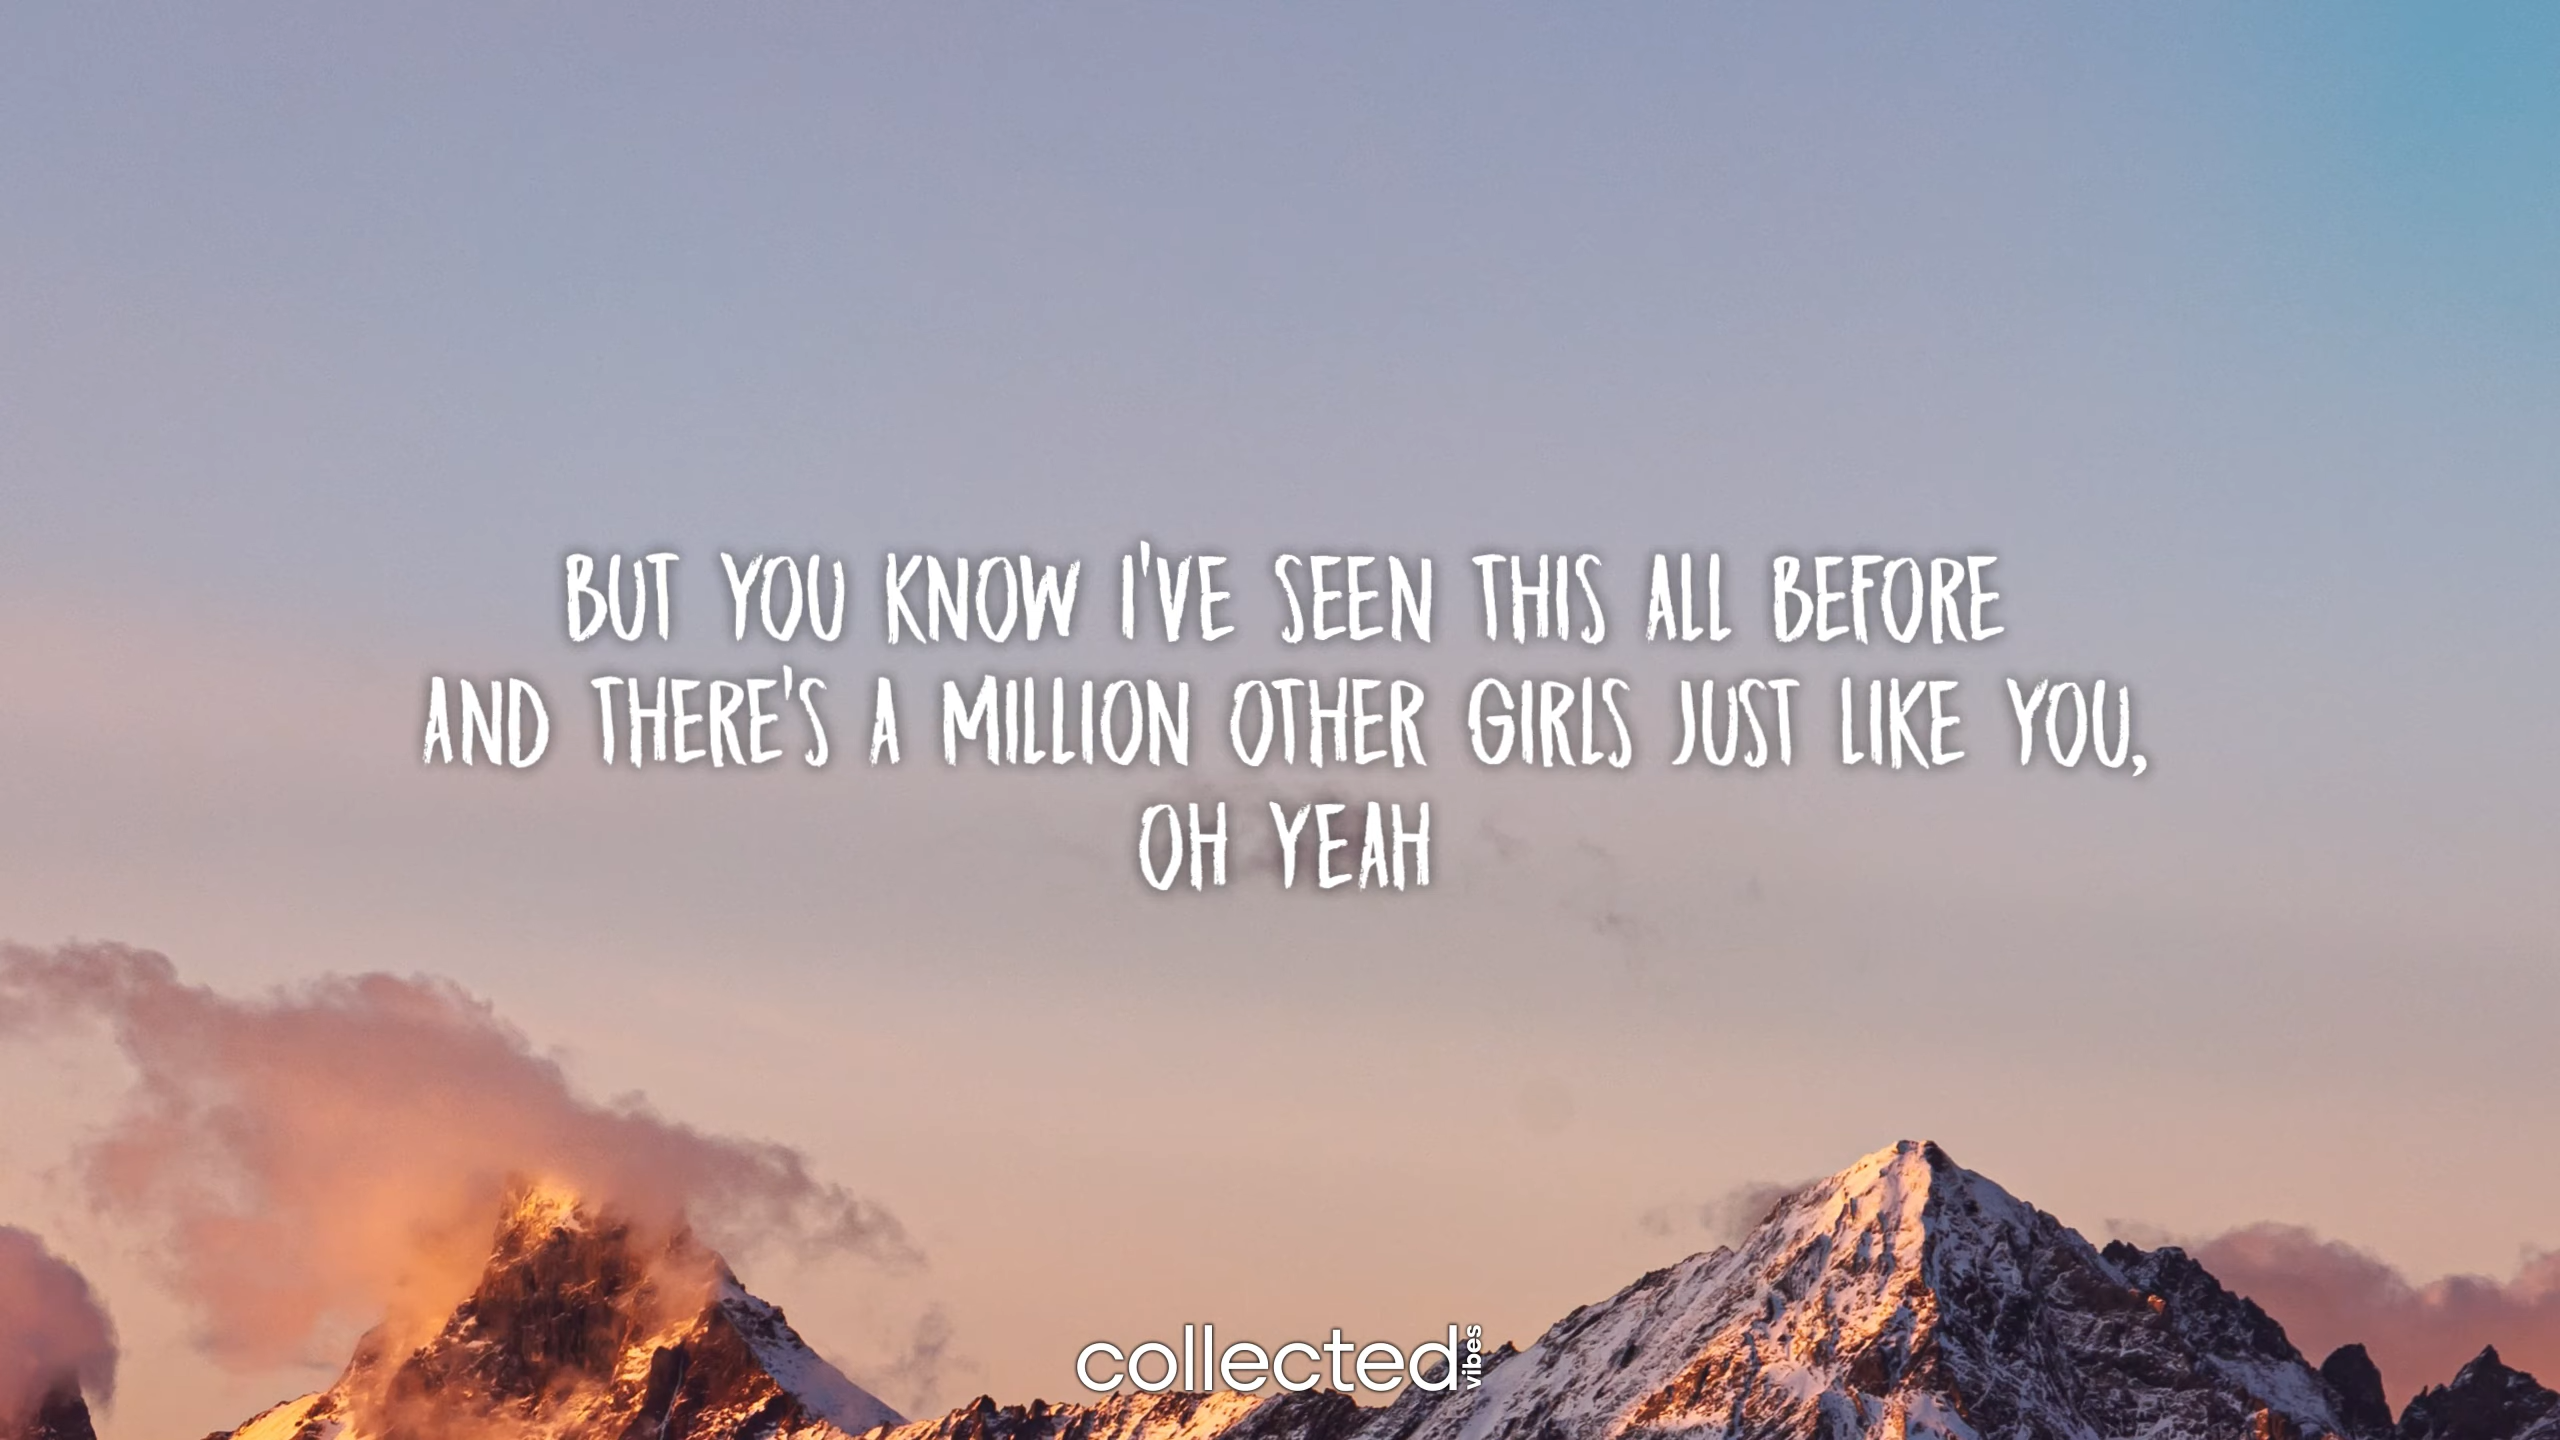 BUT YOU KNOW I'VE SEEN THIS ALL BEFORE
AND THERE'S A MILLION OTHER GIRLS JUST LIKE YOU,
OH YEAH
collected vibes